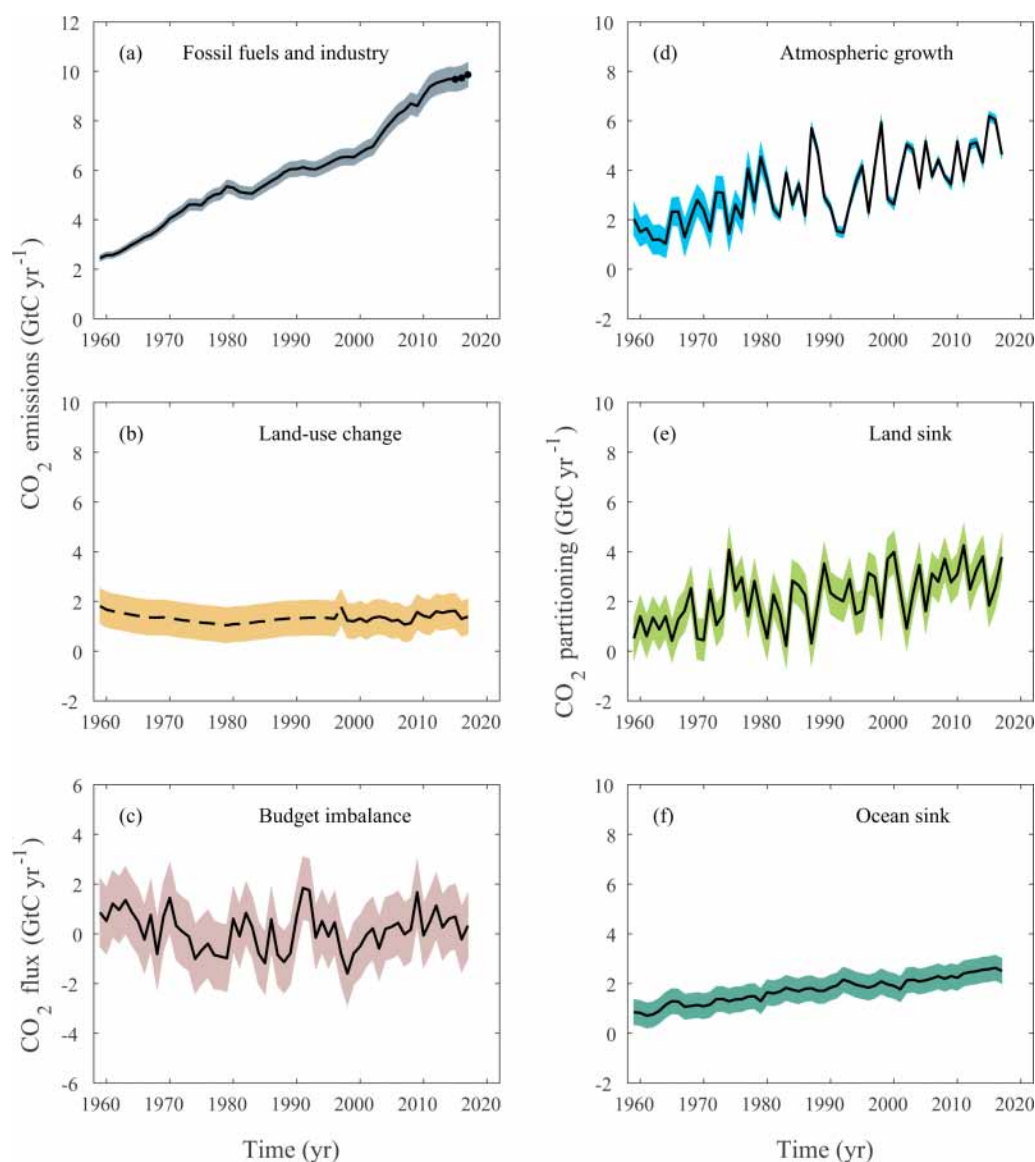 12
10
8
6
4
2
0
(a) Fossil fuels and industry
1960 1970 1980 1990 2000 2010 2020
CO2 emissions (GtC yr-1)
10
8
6
4
2
0
-2
(b) Land-use change
1960 1970 1980 1990 2000 2010 2020
6
4
2
0
-2
-4
-6
(c) Budget imbalance
1960 1970 1980 1990 2000 2010 2020
CO2 flux (GtC yr-1)
Time (yr)
10
8
6
4
2
0
-2
(d) Atmospheric growth
1960 1970 1980 1990 2000 2010 2020
CO2 partitioning (GtC yr-1)
10
8
6
4
2
0
-2
(e) Land sink
1960 1970 1980 1990 2000 2010 2020
10
8
6
4
2
0
-2
(f) Ocean sink
1960 1970 1980 1990 2000 2010 2020
Time (yr)